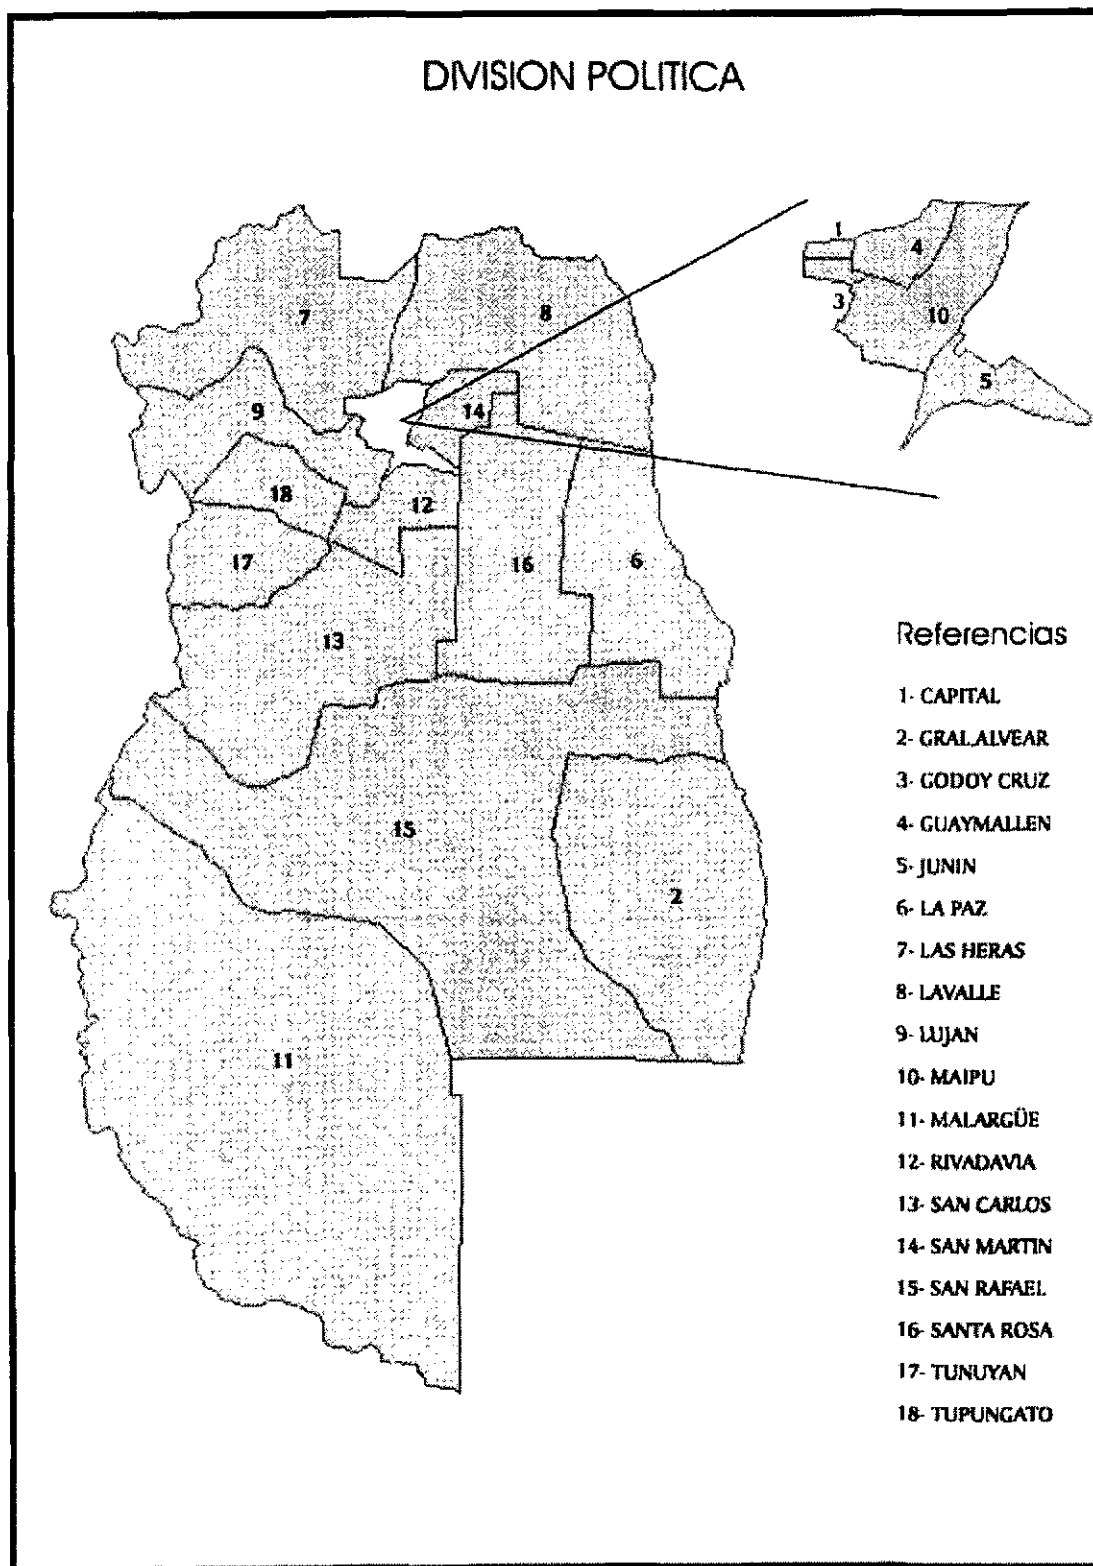 DIVISION POLITICA
1
4
3
10
5
7
8
9
14
18
12
17
16
6
13
15
2
11
Referencias
1- CAPITAL
2- GRAL.ALVEAR
3- GODOY CRUZ
4- GUAYMALLEN
5- JUNIN
6- LA PAZ
7- LAS HERAS
8- LAVALLE
9- LUJAN
10- MAIPU
11- MALARGÜE
12- RIVADAVIA
13- SAN CARLOS
14- SAN MARTIN
15- SAN RAFAEL
16- SANTA ROSA
17- TUNUYAN
18- TUPUNGATO